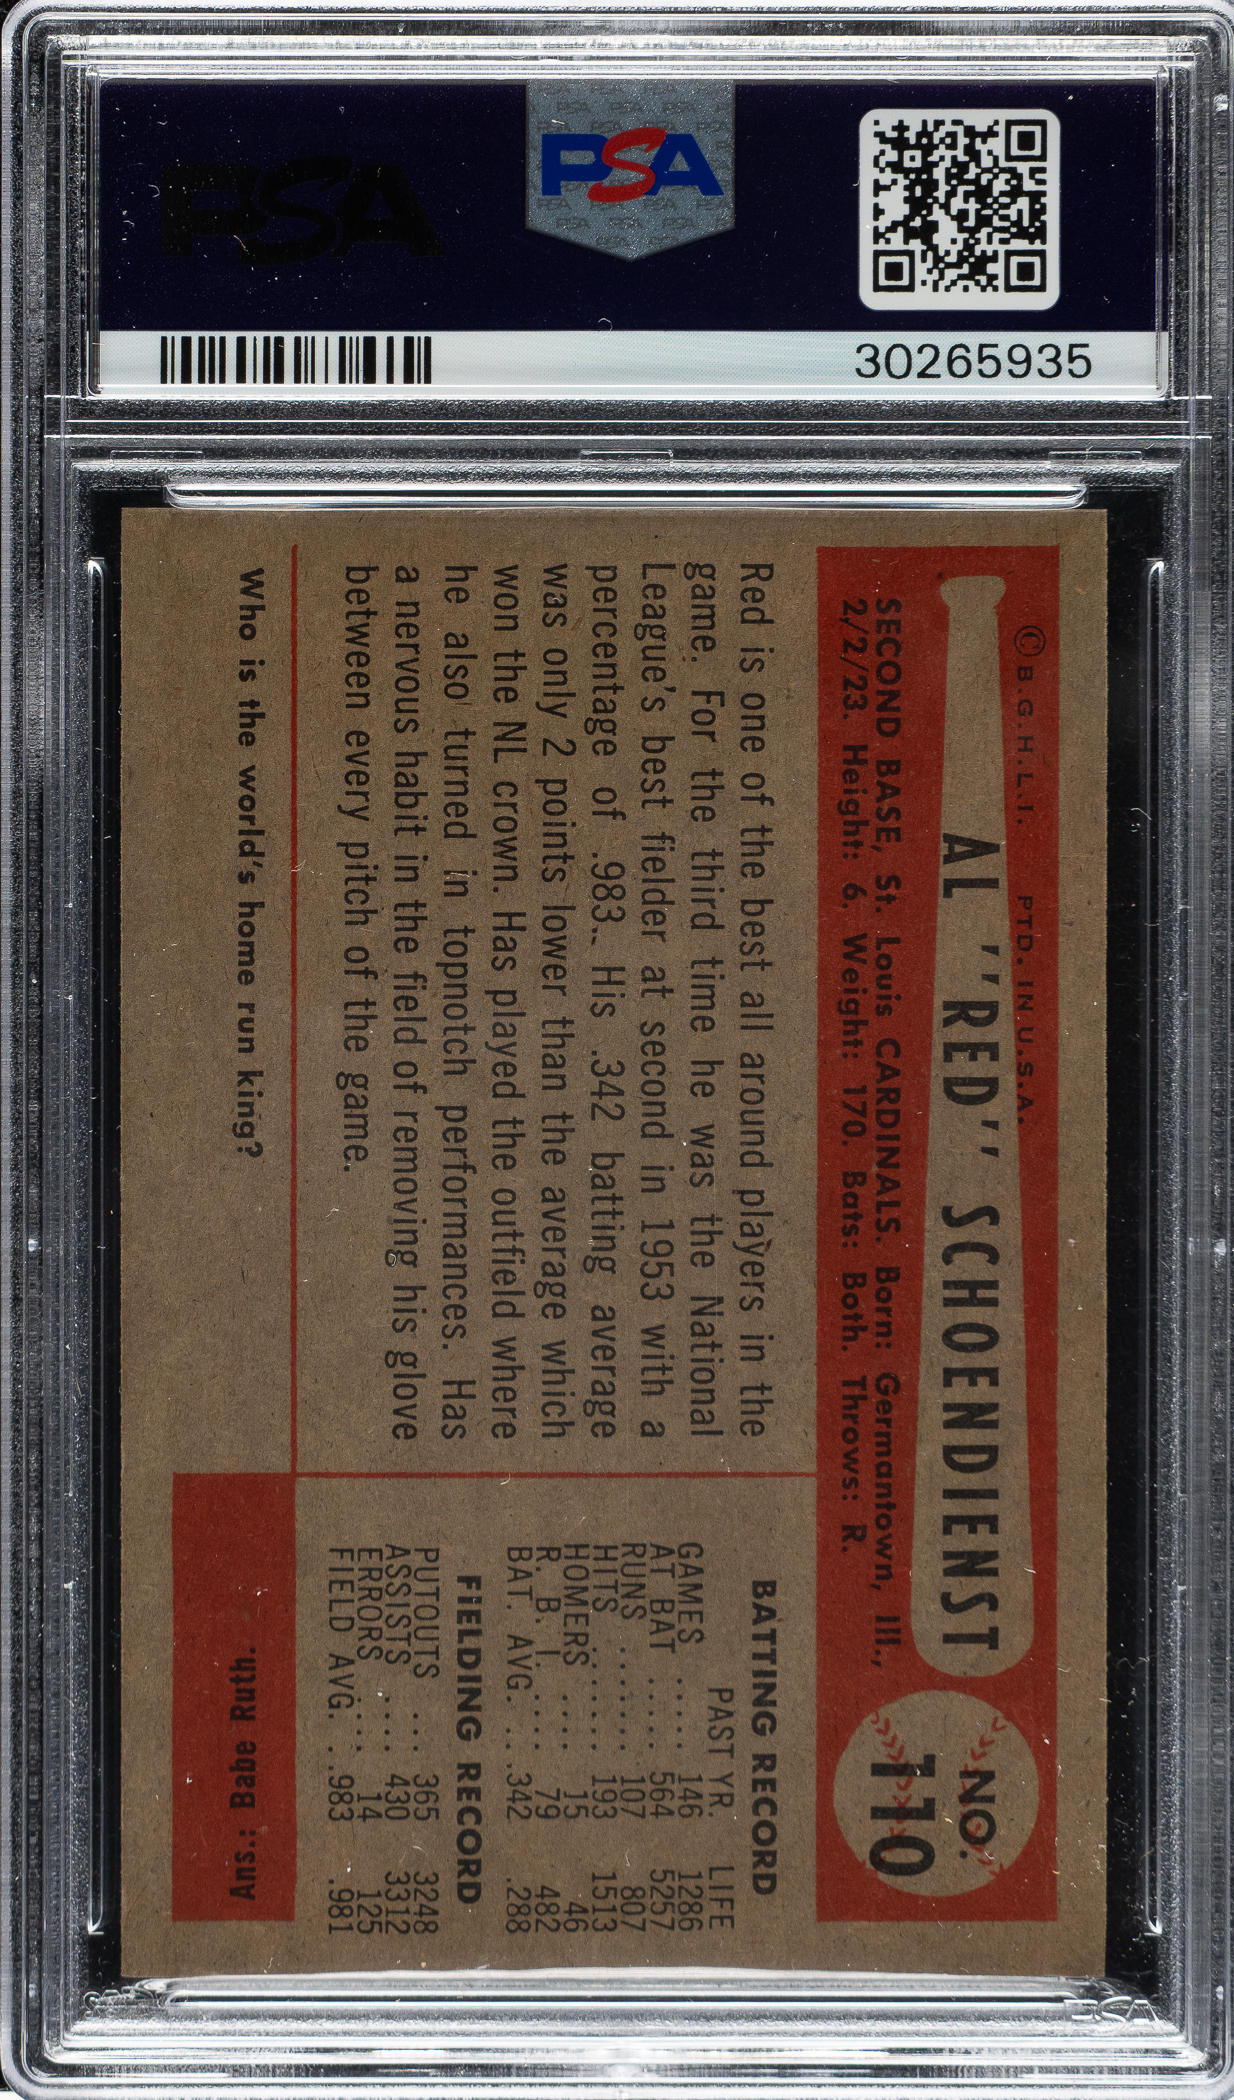 PSA
PSA
30265935
© B.G.H.L.I. PTD. IN U.S.A.
AL "RED" SCHOENDIENST
NO.
110
SECOND BASE, St. Louis CARDINALS. Born: Germantown, Ill.,
2/2/23. Height: 6. Weight: 170. Bats: Both. Throws: R.
Red is one of the best all around players in the
game. For the third time he was the National
League's best fielder at second in 1953 with a
percentage of .983. His .342 batting average
was only 2 points lower than the average which
won the NL crown. Has played the outfield where
he also turned in topnotch performances. Has
a nervous habit in the field of removing his glove
between every pitch of the game.
BATTING RECORD
PAST YR. LIFE
GAMES ..... 146 1286
AT BAT ..... 564 5257
RUNS ....... 107 807
HITS ....... 193 1513
HOMERS .... 15 46
R. B. I. .... 79 482
BAT. AVG. ...342 .288
FIELDING RECORD
PUTOUTS ... 365 3248
ASSISTS .... 430 3312
ERRORS .... 14 125
FIELD AVG. ..983 .981
Who is the world's home run king?
Ans.: Babe Ruth.
PSA